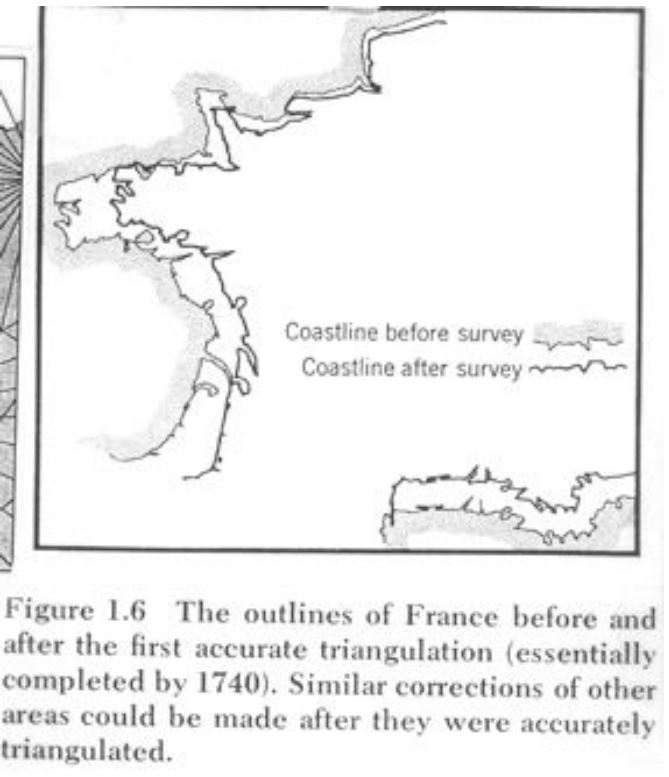 Coastline before survey
Coastline after survey
Figure 1.6 The outlines of France before and
after the first accurate triangulation (essentially
completed by 1740). Similar corrections of other
areas could be made after they were accurately
triangulated.